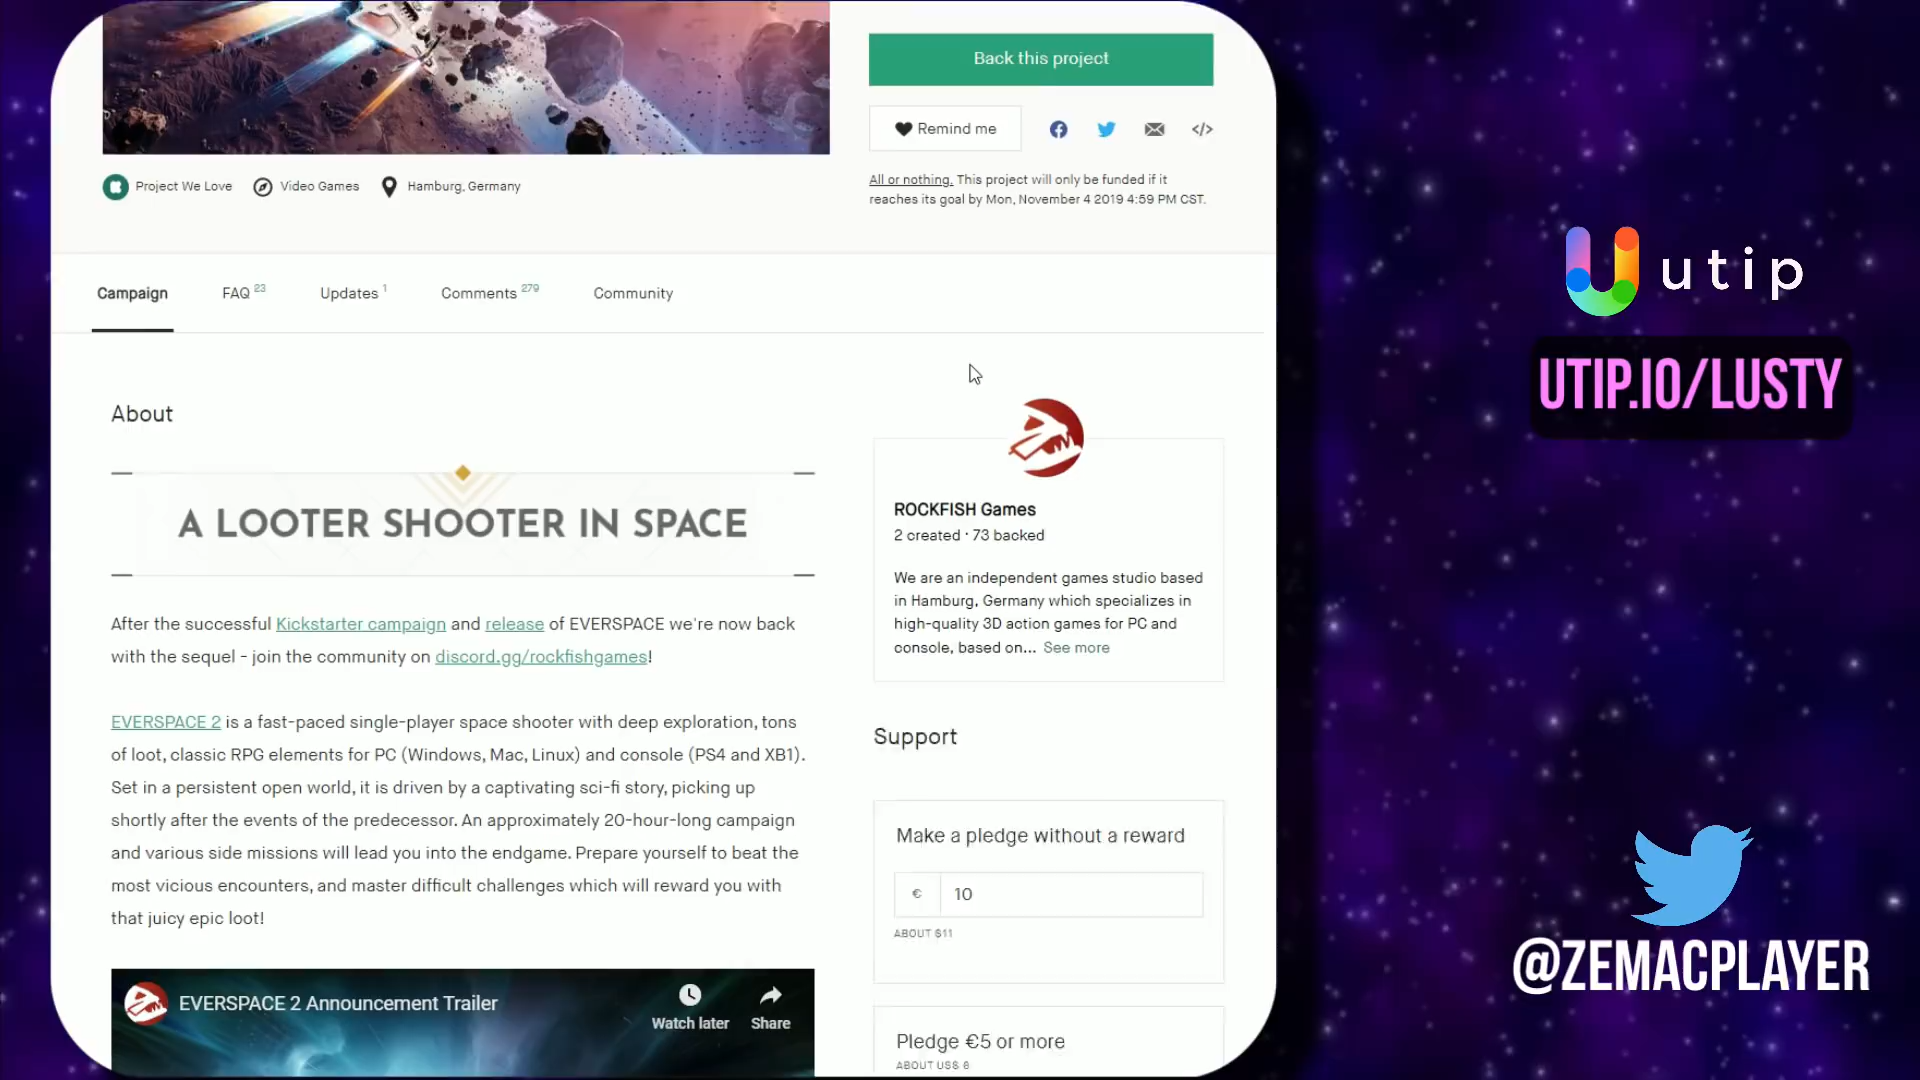 Back this project
Remind me
</>
Project We Love
Video Games
Hamburg, Germany
All or nothing. This project will only be funded if it
reaches its goal by Mon, November 4 2019 4:59 PM CST.
Campaign
FAQ 23
Updates 1
Comments 279
Community
About
A LOOTER SHOOTER IN SPACE
After the successful Kickstarter campaign and release of EVERSPACE we're now back
with the sequel - join the community on discord.gg/rockfishgames!
EVERSPACE 2 is a fast-paced single-player space shooter with deep exploration, tons
of loot, classic RPG elements for PC (Windows, Mac, Linux) and console (PS4 and XB1).
Set in a persistent open world, it is driven by a captivating sci-fi story, picking up
shortly after the events of the predecessor. An approximately 20-hour-long campaign
and various side missions will lead you into the endgame. Prepare yourself to beat the
most vicious encounters, and master difficult challenges which will reward you with
that juicy epic loot!
EVERSPACE 2 Announcement Trailer
Watch later
Share
ROCKFISH Games
2 created · 73 backed
We are an independent games studio based
in Hamburg, Germany which specializes in
high-quality 3D action games for PC and
console, based on... See more
Support
Make a pledge without a reward
€ 10
ABOUT $11
Pledge €5 or more
ABOUT US$ 6
utip
UTIP.IO/LUSTY
@ZEMACPLAYER